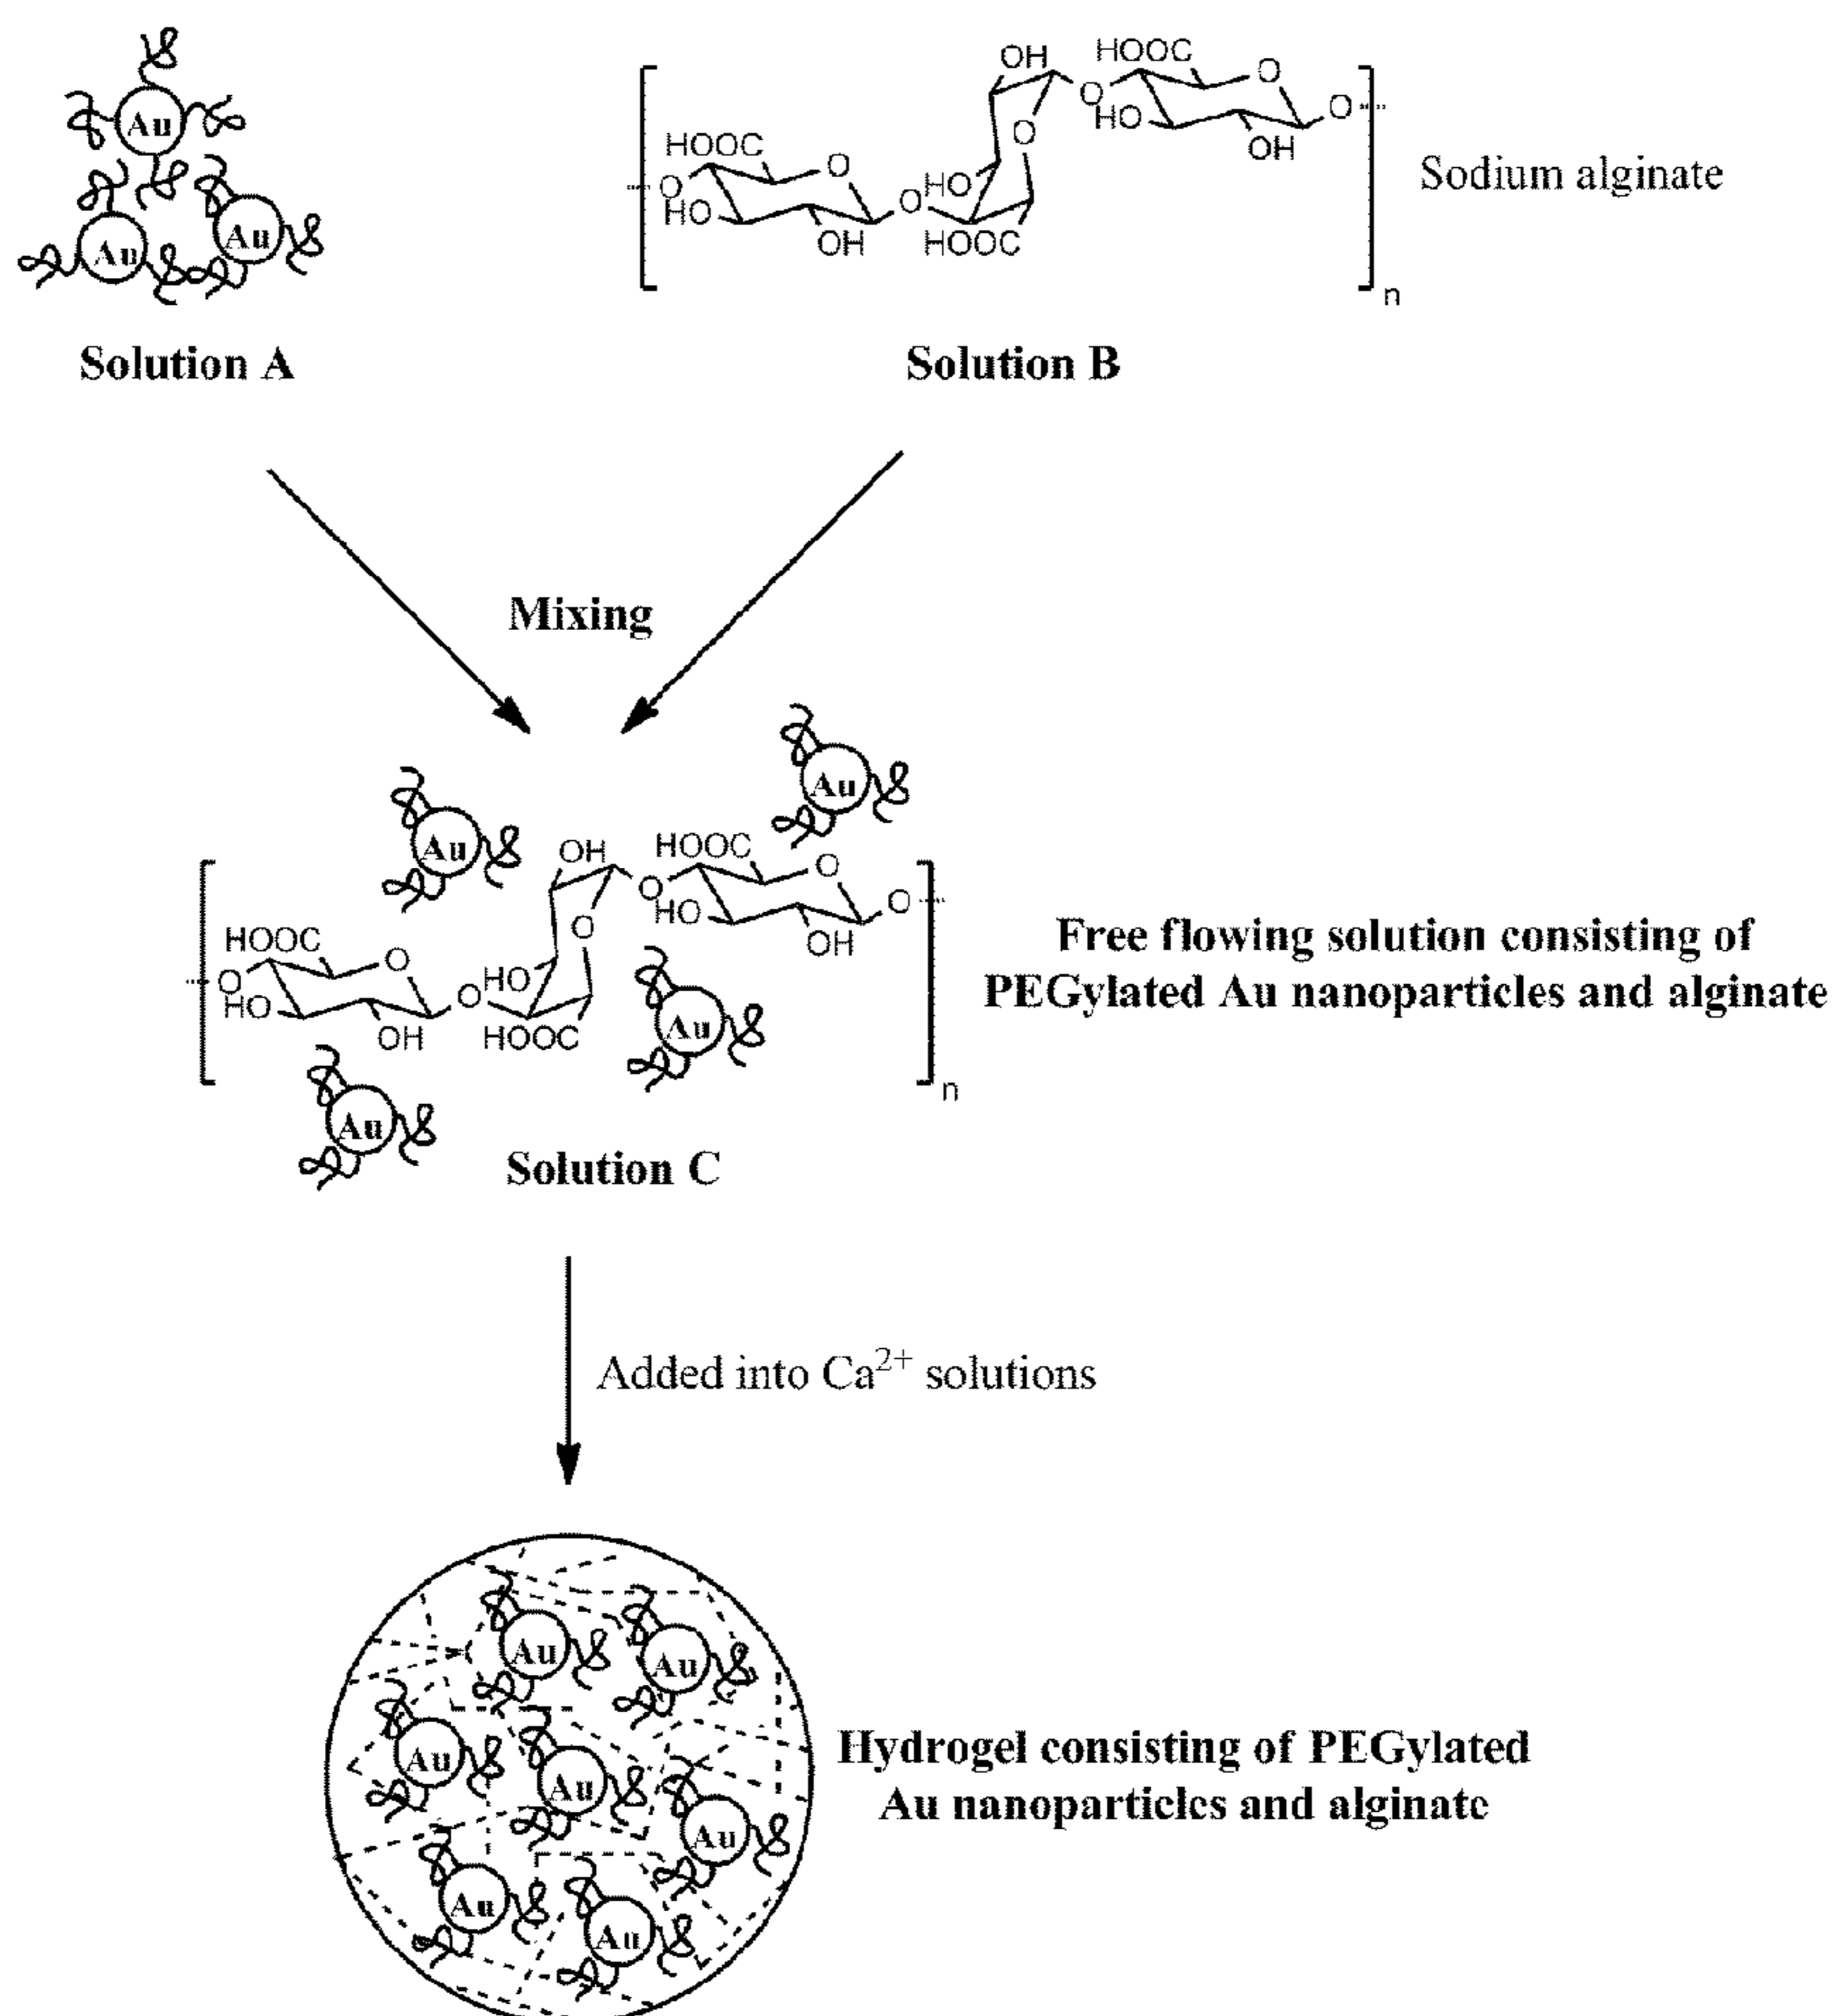 Au
Au
Au
Solution A
OH
HOOC
O
O
HO
OH
O
HOOC
O
O
HO
OH
O
HO
O
HOOC
n
Sodium alginate
Solution B
Mixing
Au
Au
OH
HOOC
O
O
HO
OH
O
HOOC
O
O
HO
OH
O
HO
O
HOOC
n
Au
Au
Solution C
Free flowing solution consisting of
PEGylated Au nanoparticles and alginate
Added into Ca²⁺ solutions
Au
Au
Au
Au
Au
Au
Au
Hydrogel consisting of PEGylated
Au nanoparticles and alginate